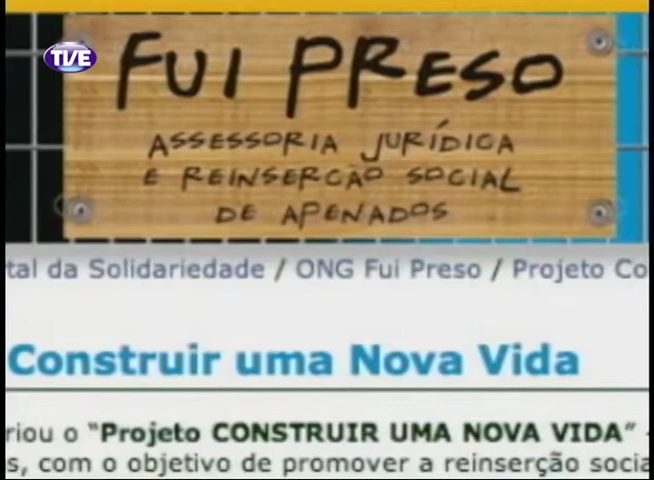 TVE
FUI PRESO
ASSESSORIA JURÍDICA
E REINSERCÃO SOCIAL
DE APENADOS
tal da Solidariedade / ONG Fui Preso / Projeto Co
Construir uma Nova Vida
riou o “Projeto CONSTRUIR UMA NOVA VIDA” -
s, com o objetivo de promover a reinserção socia